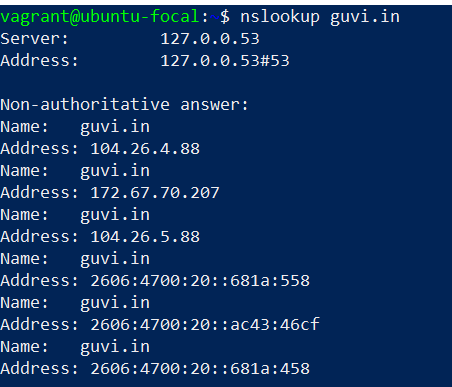 vagrant@ubuntu-focal:~$ nslookup guvi.in
Server:         127.0.0.53
Address:        127.0.0.53#53

Non-authoritative answer:
Name:   guvi.in
Address: 104.26.4.88
Name:   guvi.in
Address: 172.67.70.207
Name:   guvi.in
Address: 104.26.5.88
Name:   guvi.in
Address: 2606:4700:20::681a:558
Name:   guvi.in
Address: 2606:4700:20::ac43:46cf
Name:   guvi.in
Address: 2606:4700:20::681a:458